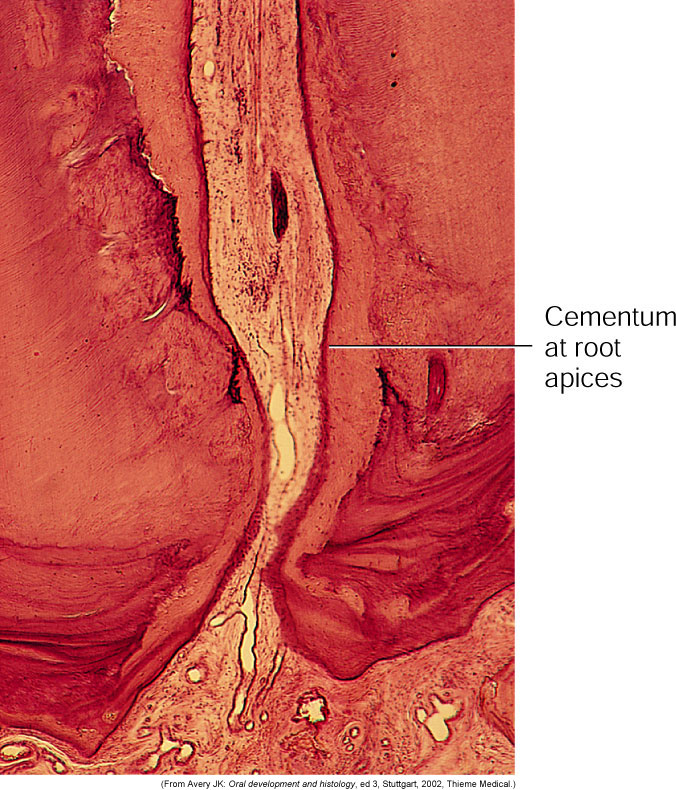 Cementum
at root
apices
(From Avery JK: Oral development and histology, ed 3, Stuttgart, 2002, Thieme Medical.)